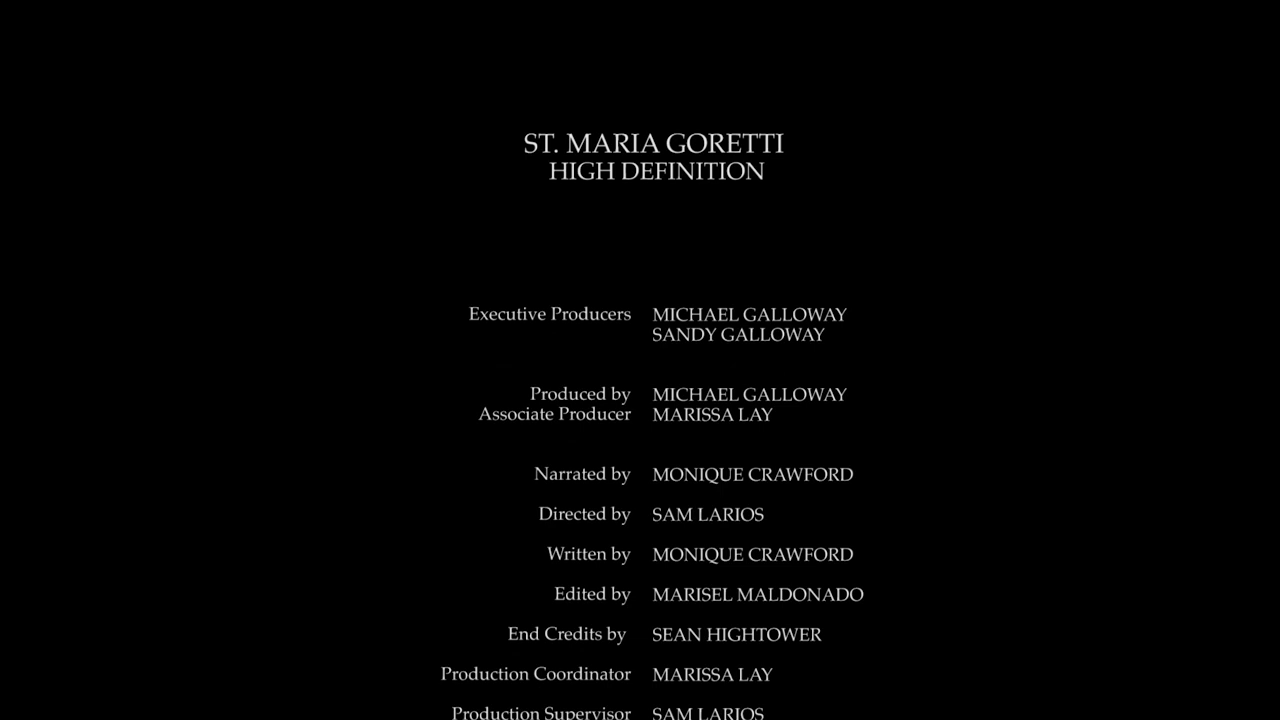 ST. MARIA GORETTI
HIGH DEFINITION
Executive Producers MICHAEL GALLOWAY
SANDY GALLOWAY
Produced by MICHAEL GALLOWAY
Associate Producer MARISSA LAY
Narrated by MONIQUE CRAWFORD
Directed by SAM LARIOS
Written by MONIQUE CRAWFORD
Edited by MARISEL MALDONADO
End Credits by SEAN HIGHTOWER
Production Coordinator MARISSA LAY
Production Supervisor SAM LARIOS